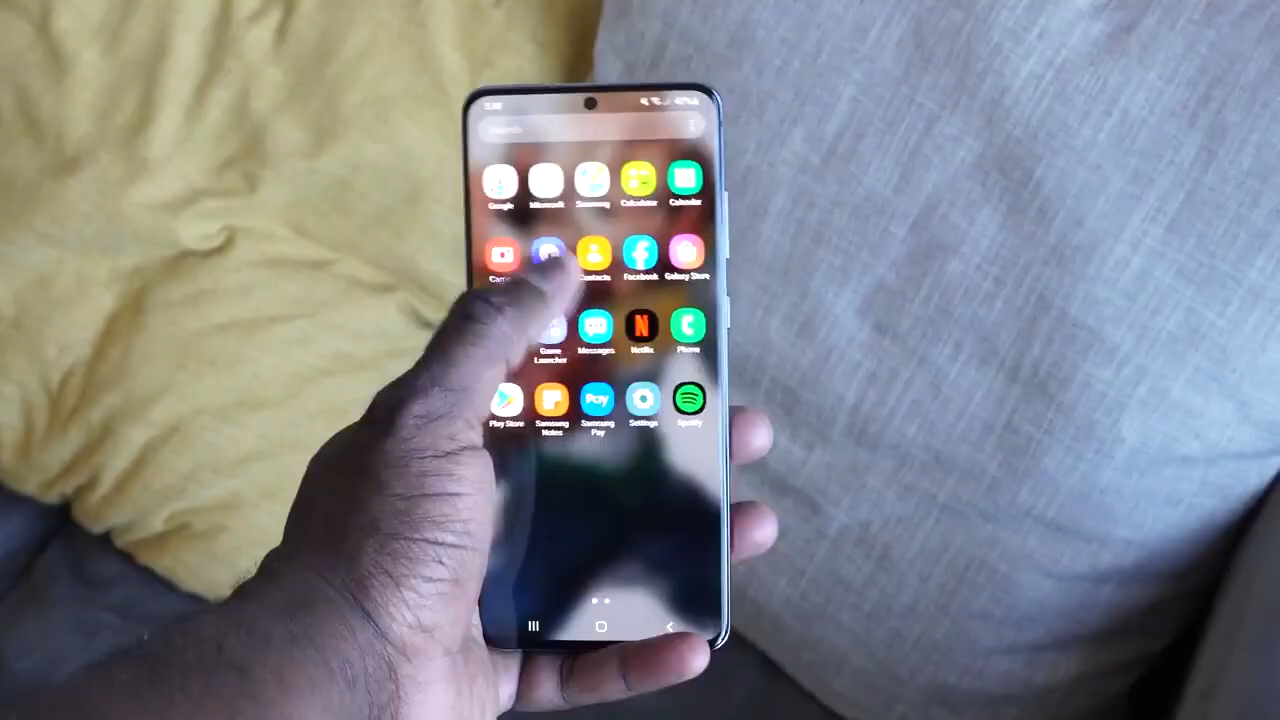 Search
Google
Microsoft
Samsung
Calculator
Calendar
Contacts
Facebook
Galaxy Store
Game
Launcher
Messages
N
Netflix
Phone
Play Store
Samsung
Notes
Pay
Samsung
Pay
Settings
Spotify